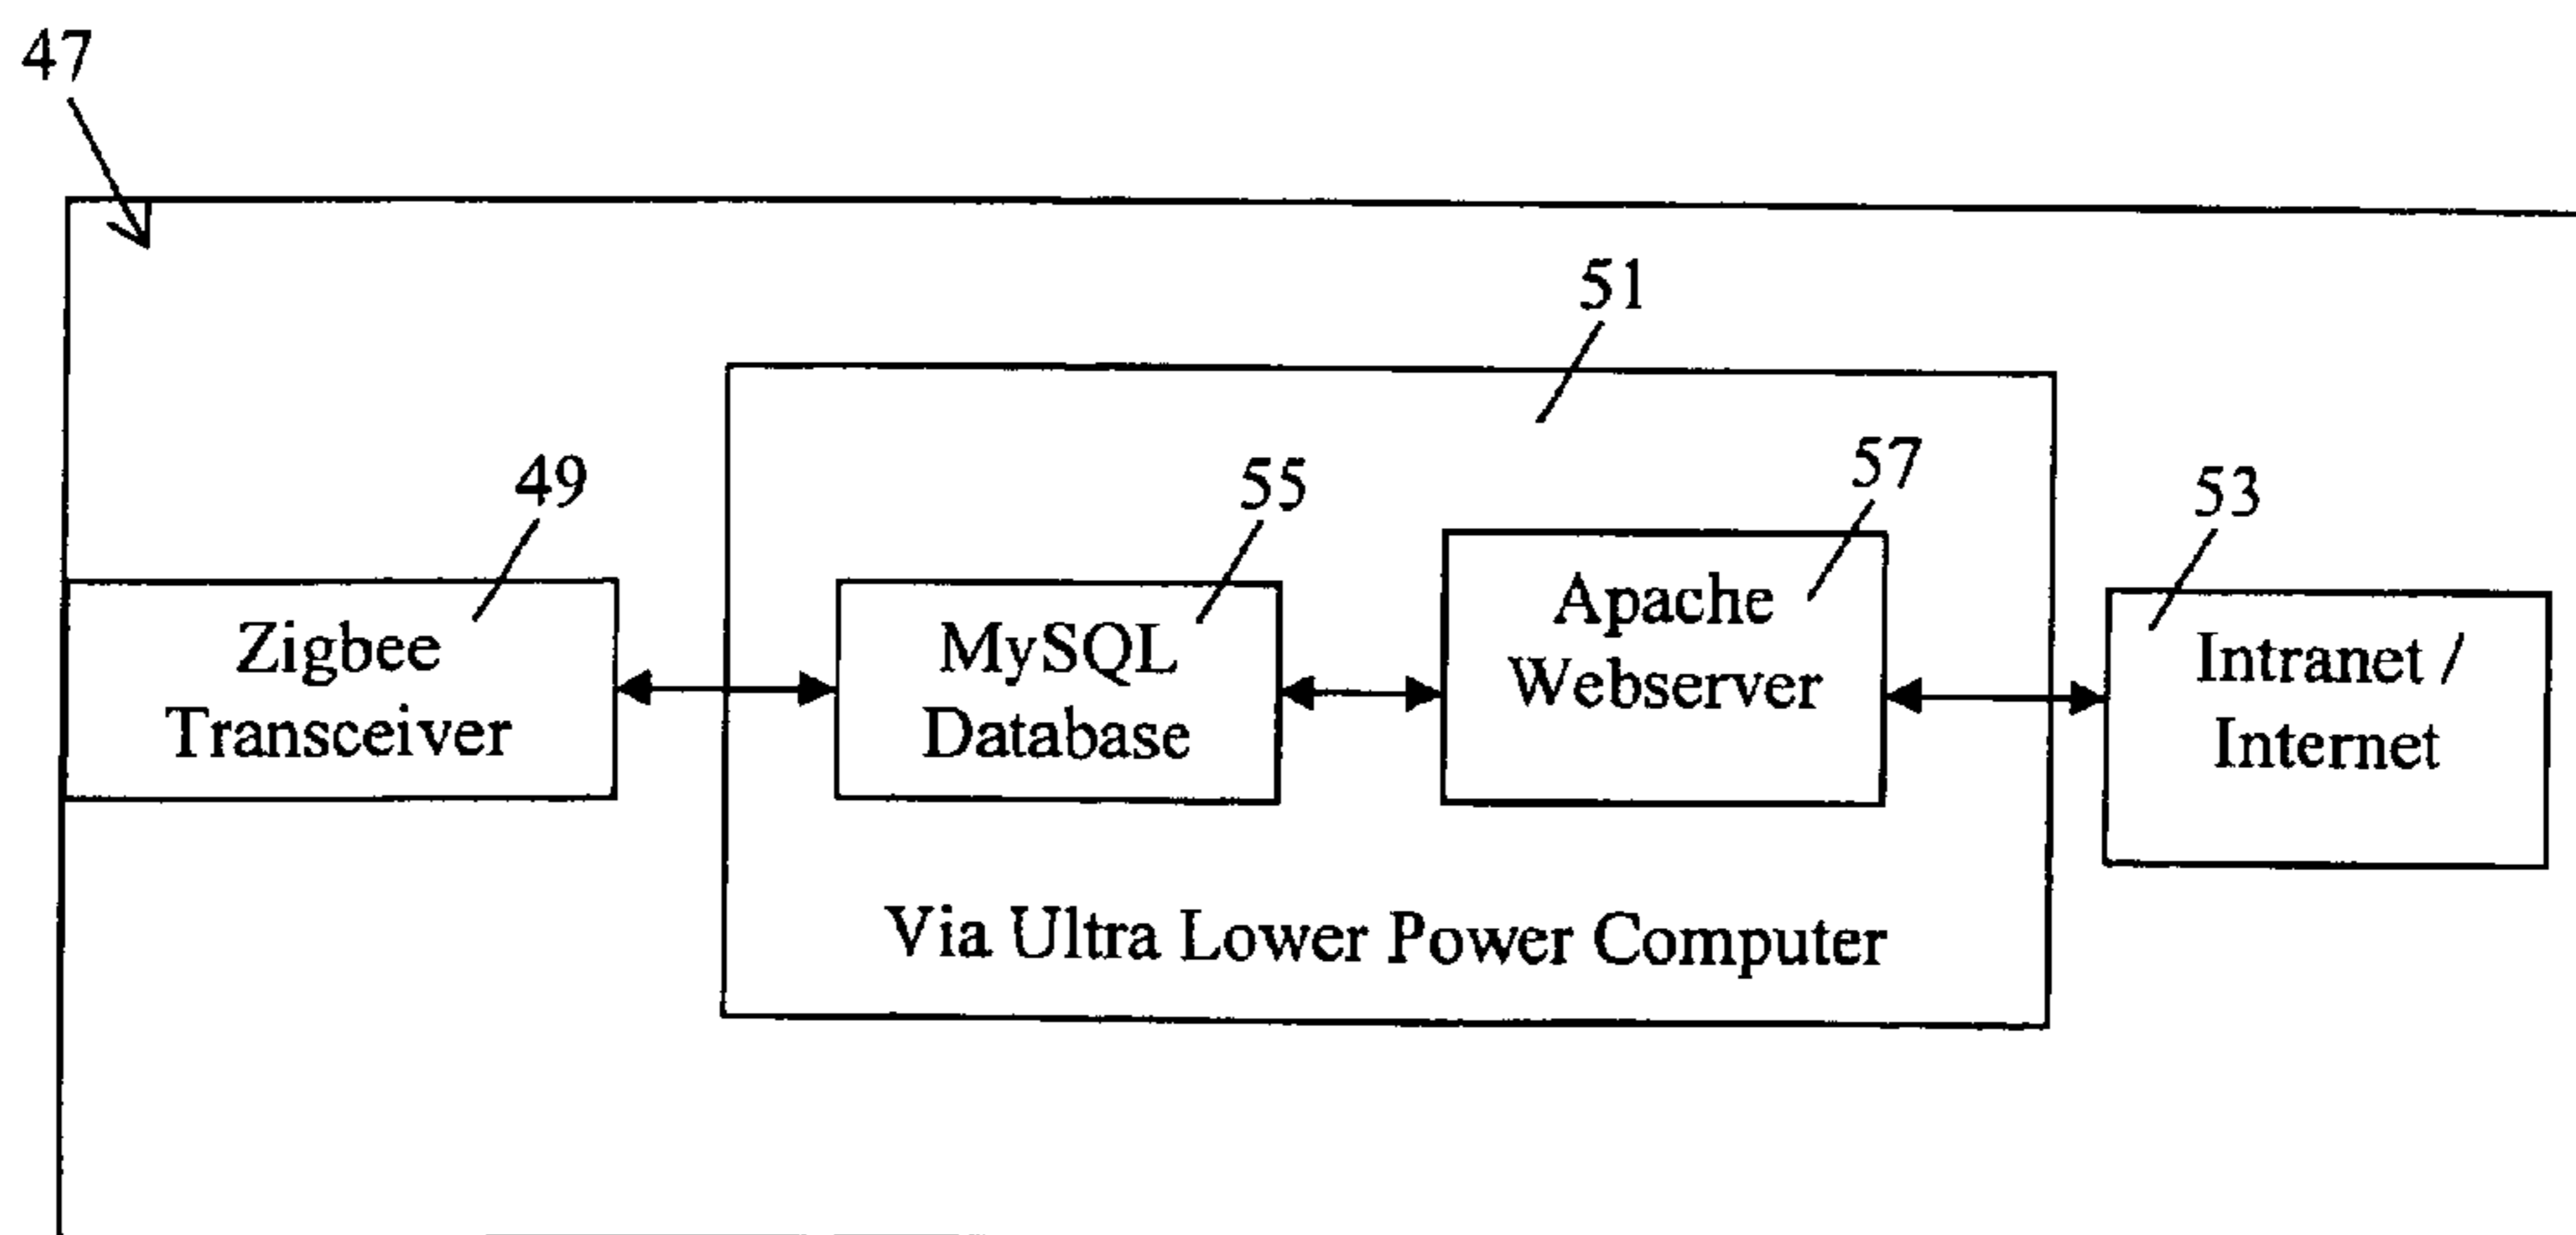 47
51
49
55
57
53
Zigbee
Transceiver
MySQL
Database
Apache
Webserver
Intranet /
Internet
Via Ultra Lower Power Computer